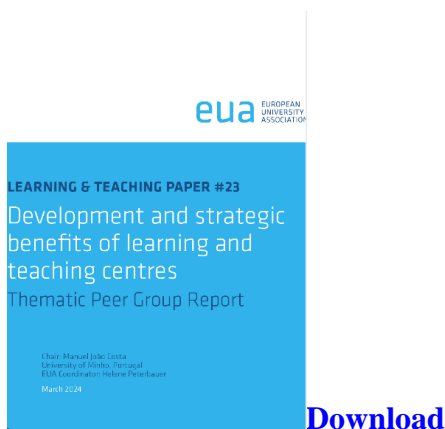 eua EUROPEAN
UNIVERSITY
ASSOCIATION
LEARNING & TEACHING PAPER #23
Development and strategic
benefits of learning and
teaching centres
Thematic Peer Group Report
Chair: Manuel João Costa
University of Minho, Portugal
EUA Coordinator: Helene Peterbauer
March 2024
Download